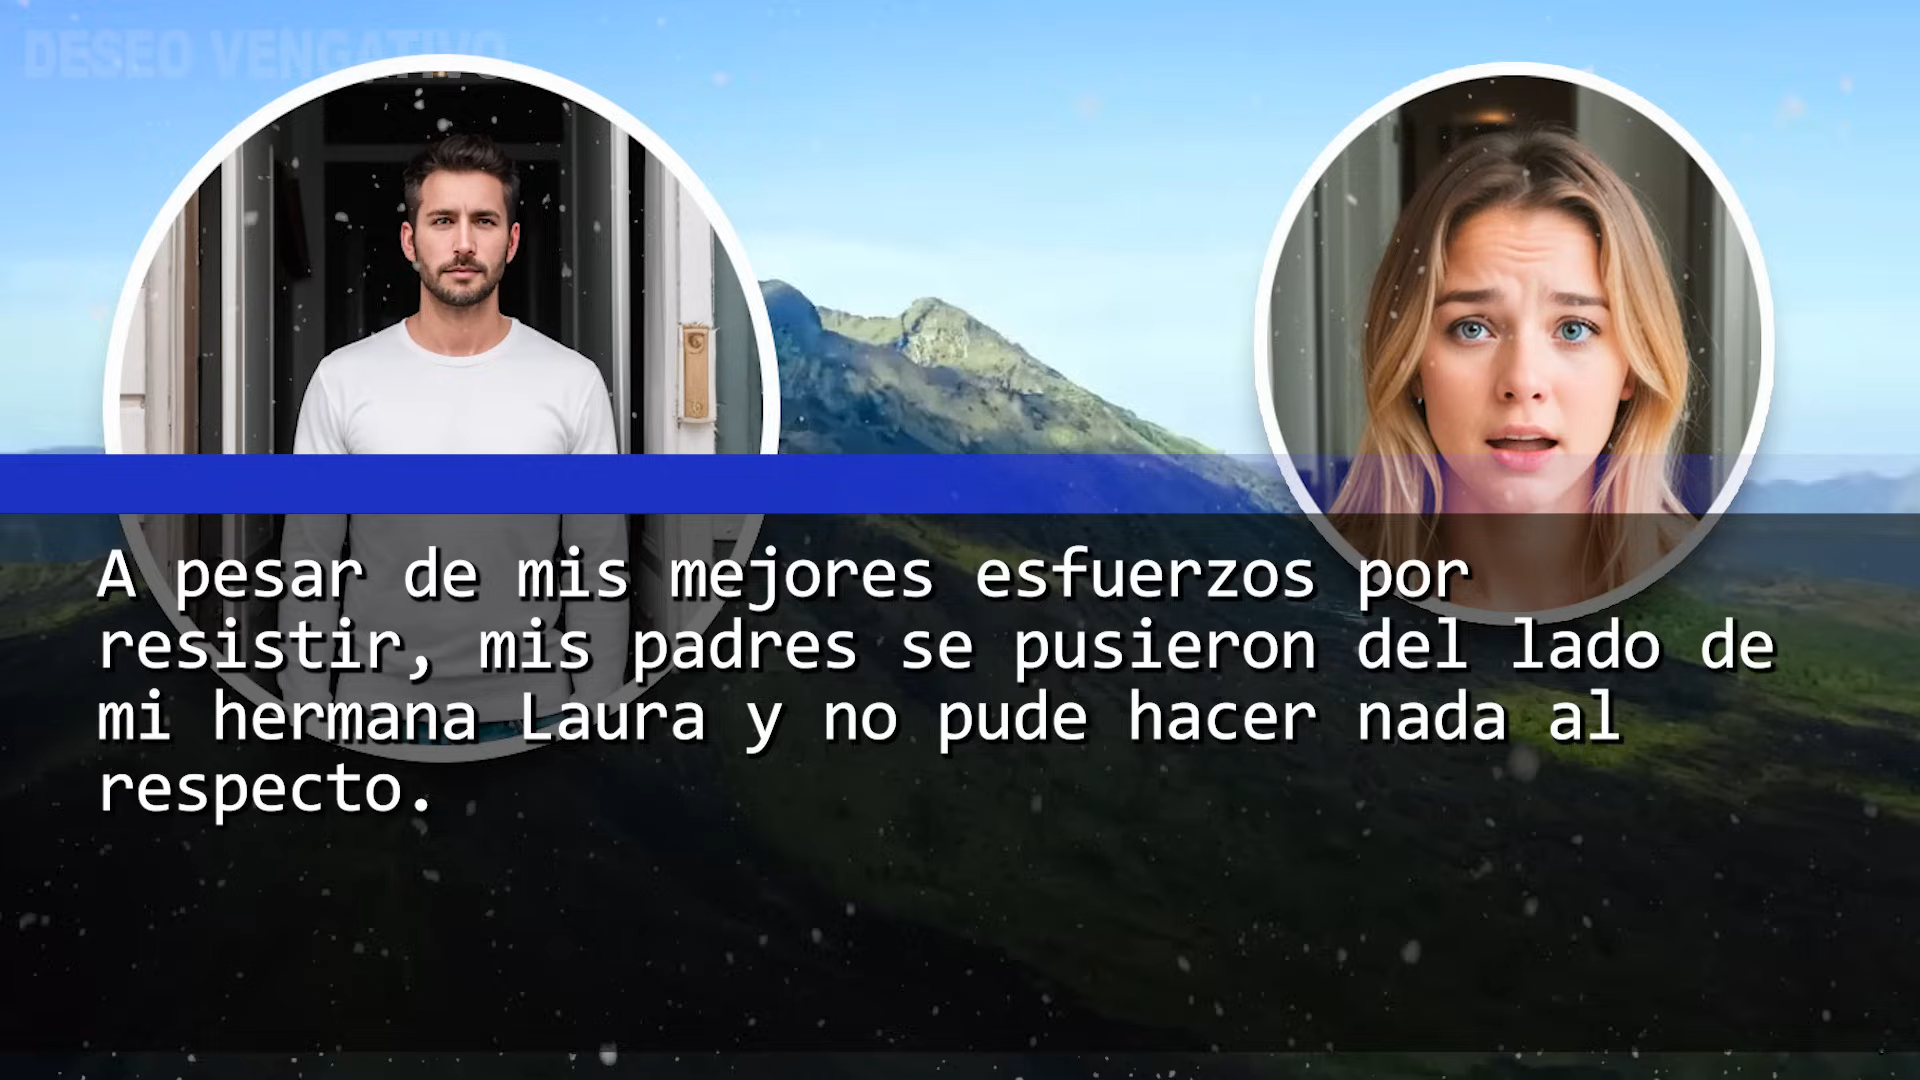 DESEO VENGATIVO
A pesar de mis mejores esfuerzos por
resistir, mis padres se pusieron del lado de
mi hermana Laura y no pude hacer nada al
respecto.